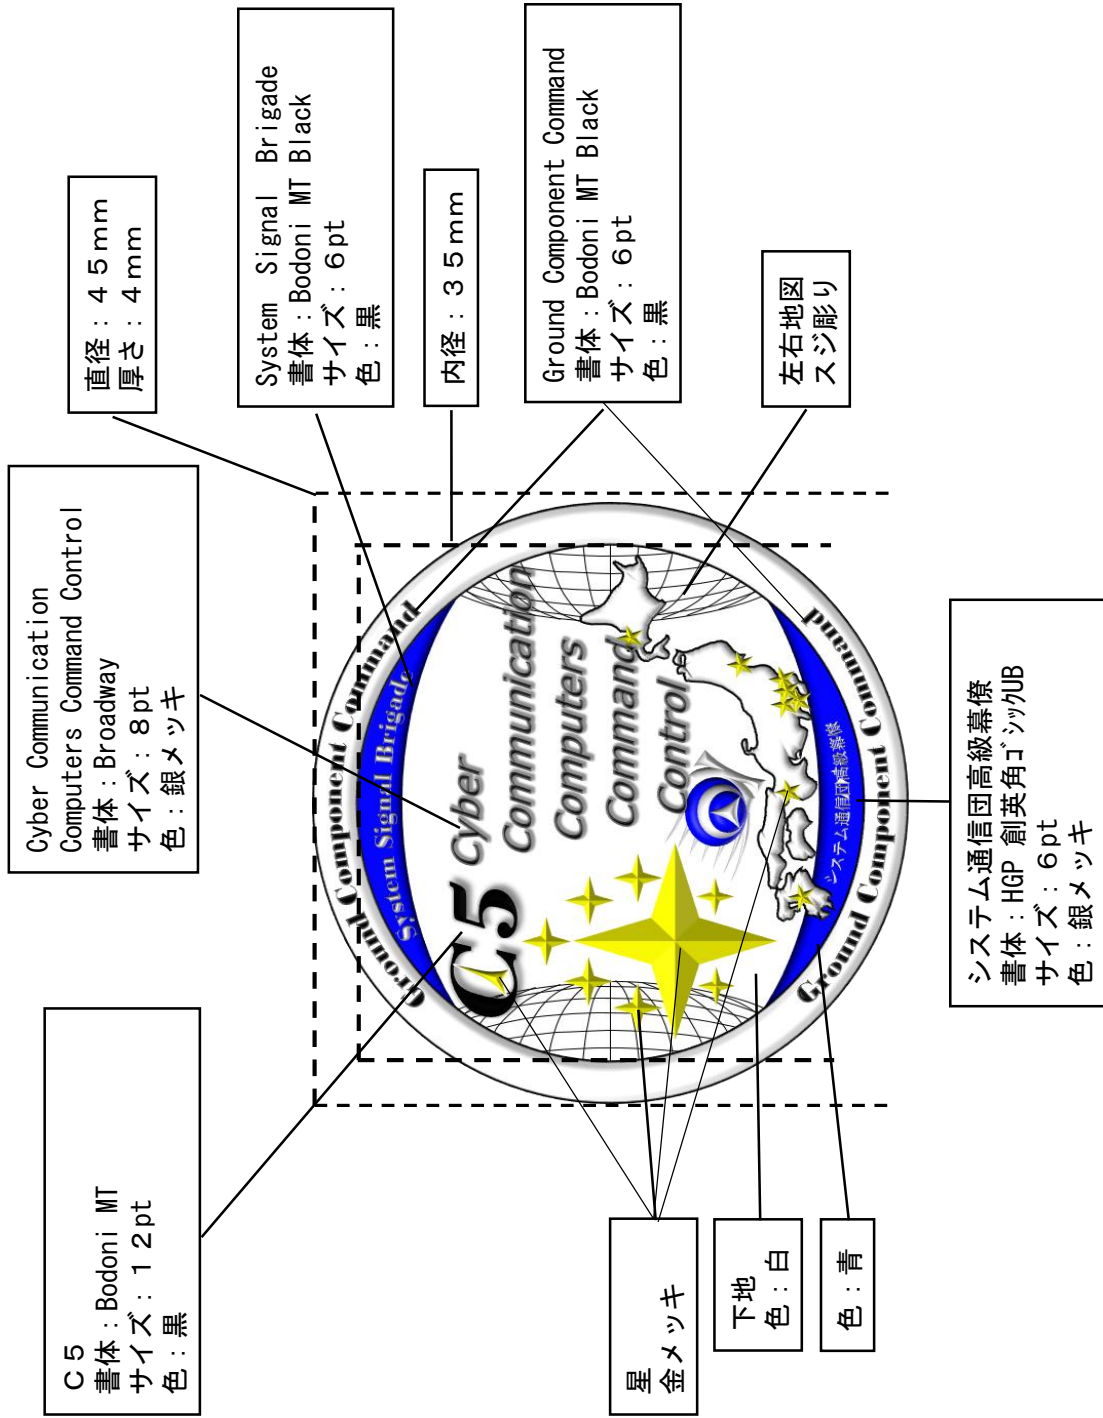 C5
書体：Bodoni MT
サイズ：12pt
色：黒
Cyber Communication
Computers Command Control
書体：Broadway
サイズ：8pt
色：銀メッキ
直径：45mm
厚さ：4mm
System Signal Brigade
書体：Bodoni MT Black
サイズ：6pt
色：黒
内径：35mm
Ground Component Command
書体：Bodoni MT Black
サイズ：6pt
色：黒
左右地図
スジ彫り
Ground Component Command
System Signal Brigade
C5
Cyber
Communication
Computers
Command
Control
システム通信団高級幕僚
Ground Component Command
星
金メッキ
下地
色：白
色：青
システム通信団高級幕僚
書体：HGP 創英角ｺﾞｼｯｸUB
サイズ：6pt
色：銀メッキ